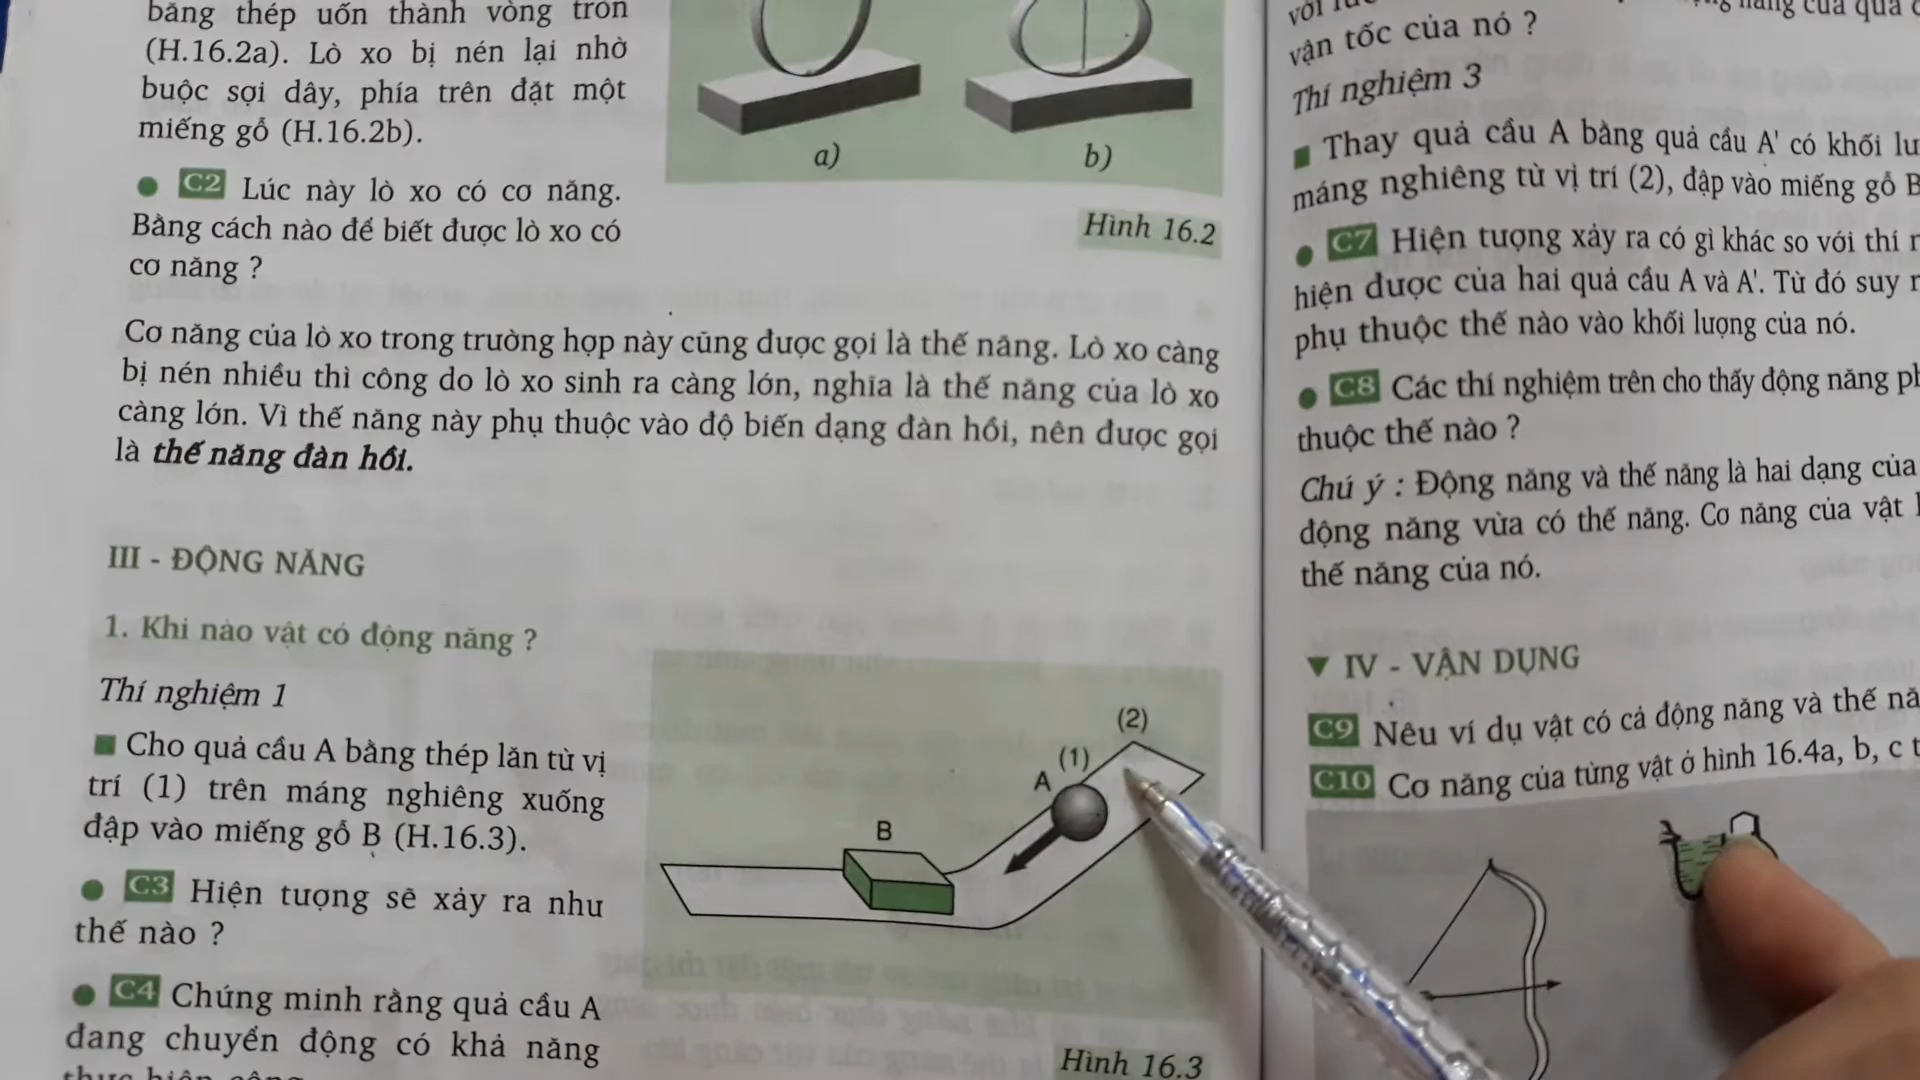 băng thép uốn thành vòng tròn
(H.16.2a). Lò xo bị nén lại nhờ
buộc sợi dây, phía trên đặt một
miếng gỗ (H.16.2b).
C2 Lúc này lò xo có cơ năng.
Bằng cách nào để biết được lò xo có
cơ năng ?
a)
b)
Hình 16.2
Cơ năng của lò xo trong trường hợp này cũng được gọi là thế năng. Lò xo càng
bị nén nhiều thì công do lò xo sinh ra càng lớn, nghĩa là thế năng của lò xo
càng lớn. Vì thế năng này phụ thuộc vào độ biến dạng đàn hồi, nên được gọi
là thế năng đàn hồi.
III - ĐỘNG NĂNG
1. Khi nào vật có động năng ?
Thí nghiệm 1
Cho quả cầu A bằng thép lăn từ vị
trí (1) trên máng nghiêng xuống
đập vào miếng gỗ B (H.16.3).
C3 Hiện tượng sẽ xảy ra như
thế nào ?
C4 Chứng minh rằng quả cầu A
đang chuyển động có khả năng
thực hiện công
(2)
(1)
A
B
Hình 16.3
với
năng của quả
vận tốc của nó ?
Thí nghiệm 3
Thay quả cầu A bằng quả cầu A' có khối
máng nghiêng từ vị trí (2), đập vào miếng gỗ B
C7 Hiện tượng xảy ra có gì khác so với thí
hiện được của hai quả cầu A và A'. Từ đó suy
phụ thuộc thế nào vào khối lượng của nó.
C8 Các thí nghiệm trên cho thấy động năng
thuộc thế nào ?
Chú ý : Động năng và thế năng là hai dạng của
động năng vừa có thế năng. Cơ năng của vật
thế năng của nó.
IV - VẬN DỤNG
C9 Nêu ví dụ vật có cả động năng và thế
C10 Cơ năng của từng vật ở hình 16.4a, b, c